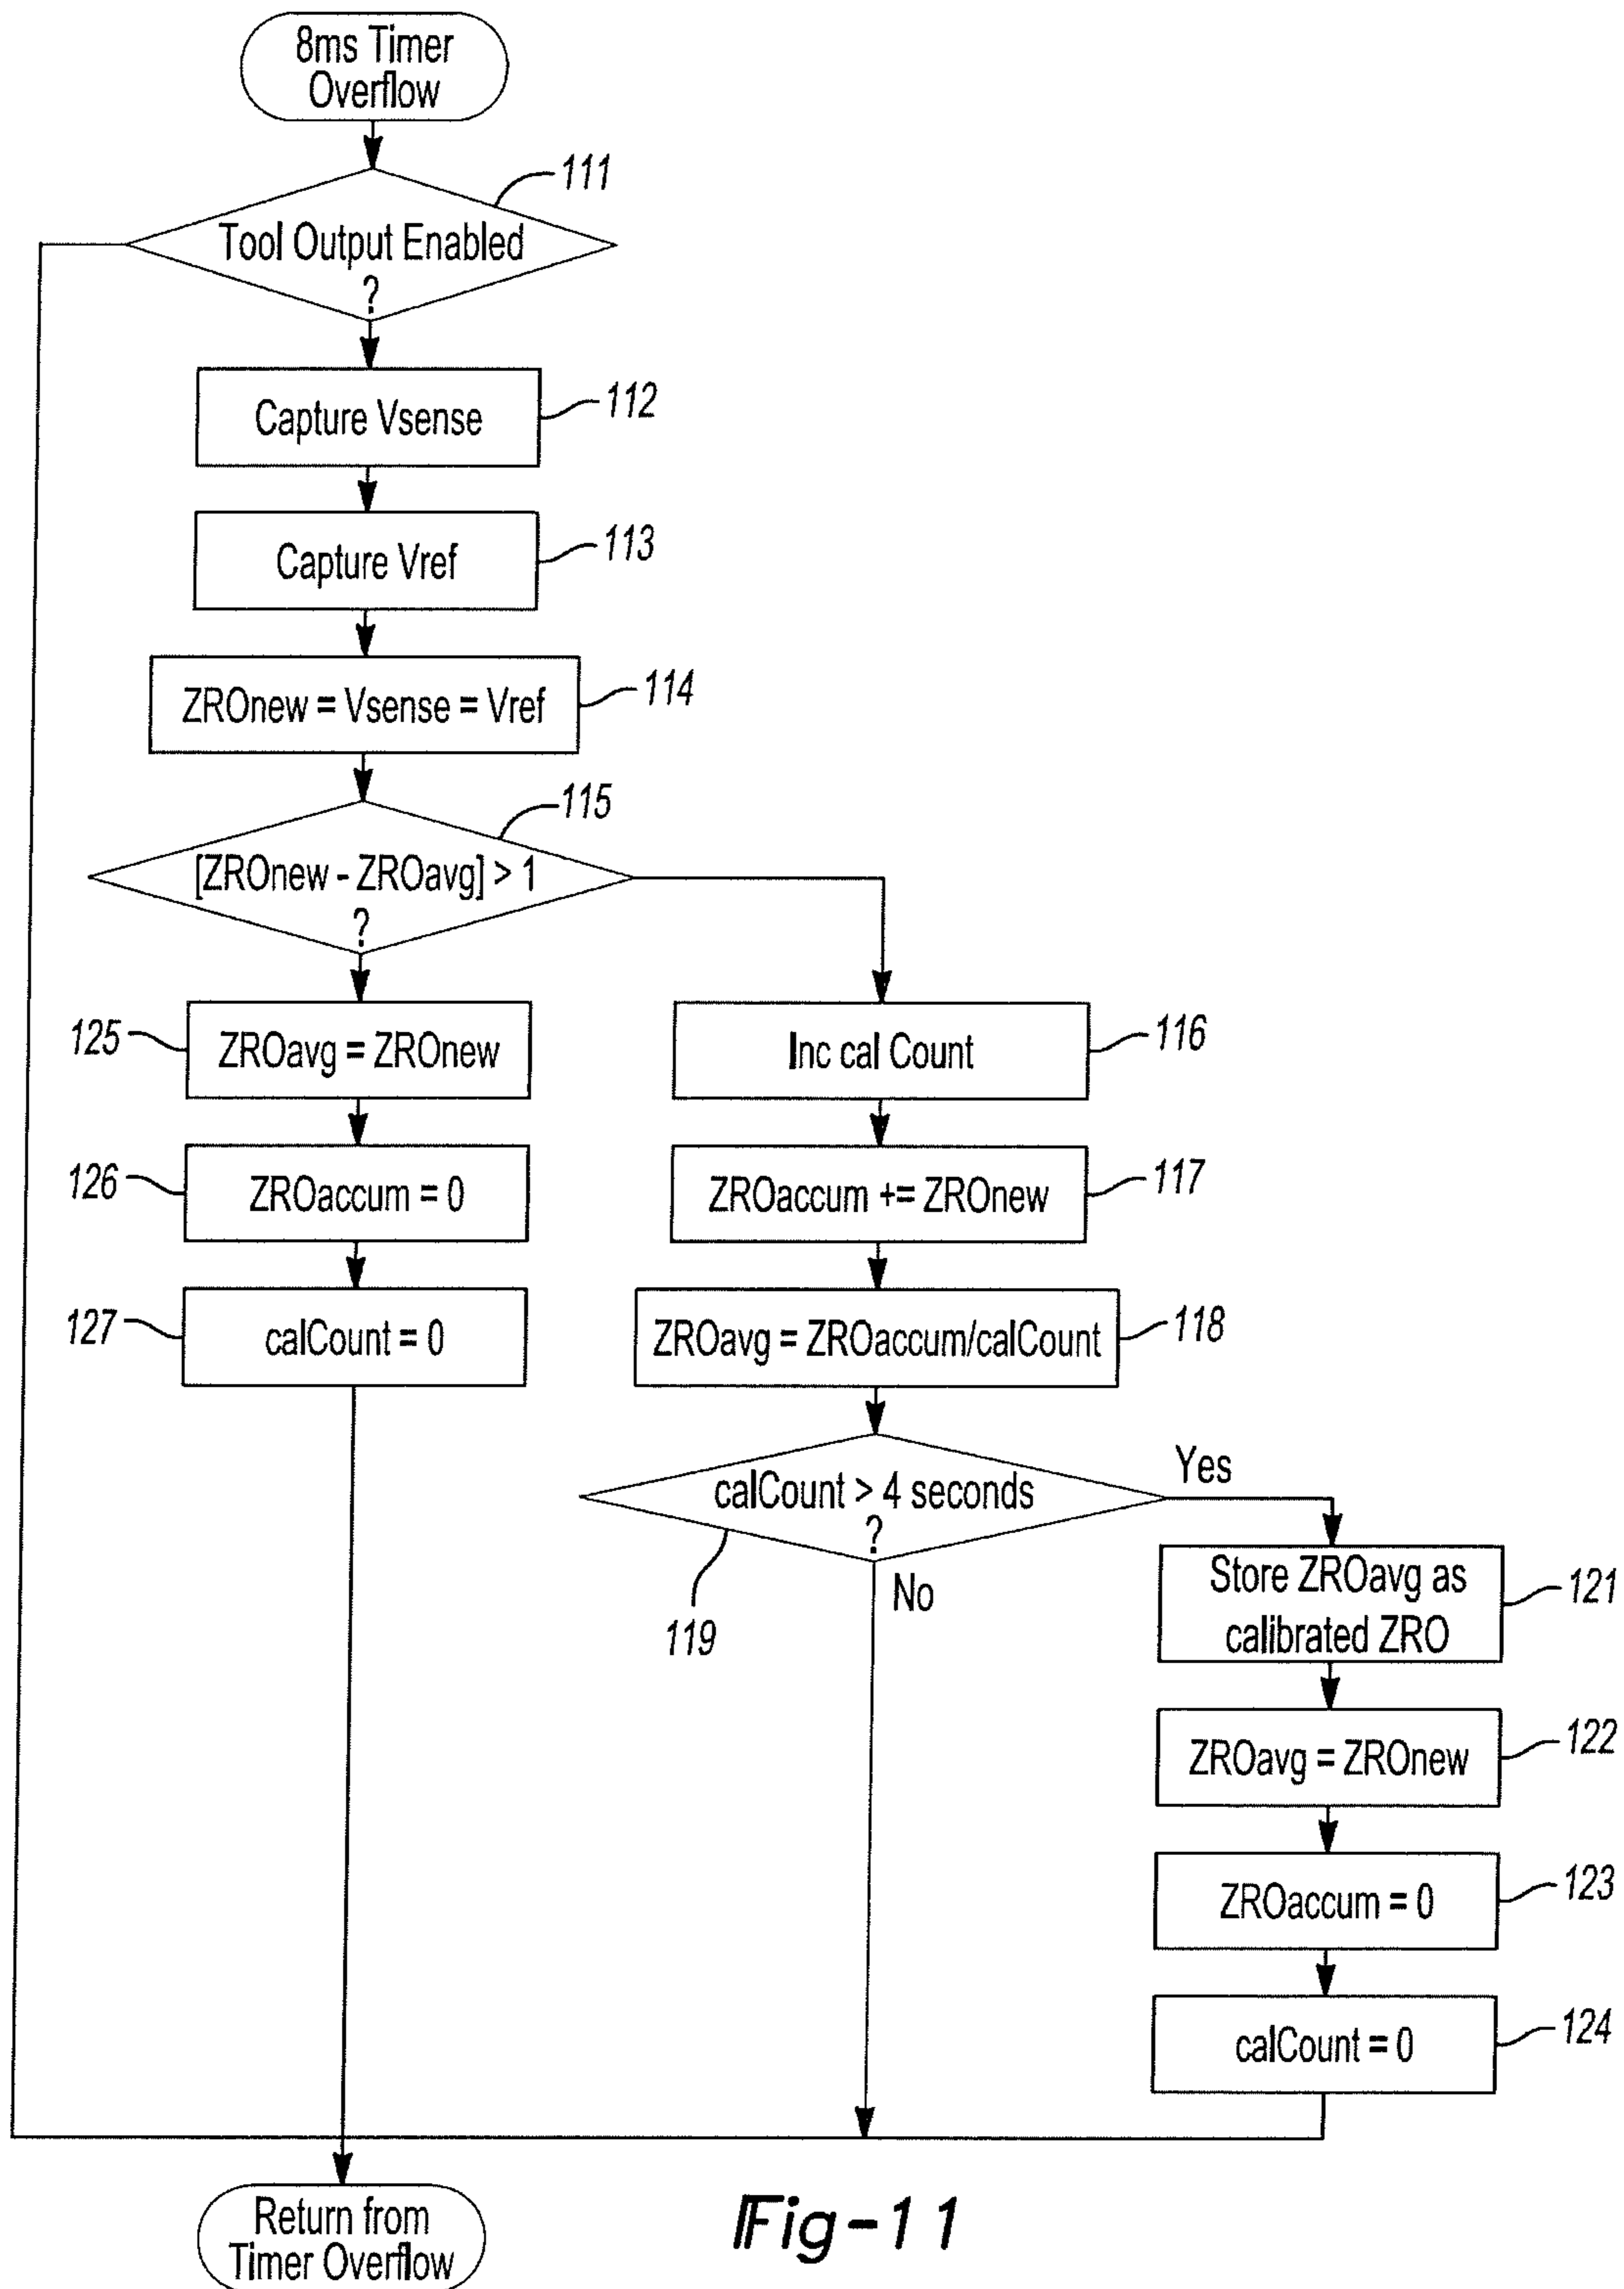 8ms Timer
Overflow
111
Tool Output Enabled
?
Capture Vsense
112
Capture Vref
113
ZROnew = Vsense = Vref
114
115
[ZROnew - ZROavg] > 1
?
125
ZROavg = ZROnew
Inc cal Count
116
126
ZROaccum = 0
ZROaccum += ZROnew
117
127
calCount = 0
ZROavg = ZROaccum/calCount
118
calCount > 4 seconds
?
Yes
No
119
Store ZROavg as
calibrated ZRO
121
ZROavg = ZROnew
122
ZROaccum = 0
123
calCount = 0
124
Return from
Timer Overflow
Fig-11